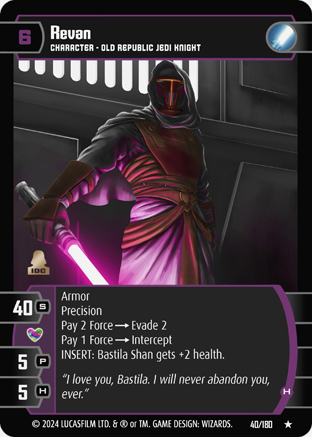 6
Revan
CHARACTER · OLD REPUBLIC JEDI KNIGHT
IDC
40 S
5 P
5 H
Armor
Precision
Pay 2 Force → Evade 2
Pay 1 Force → Intercept
INSERT: Bastila Shan gets +2 health.
“I love you, Bastila. I will never abandon you,
ever.”
H
© 2024 LUCASFILM LTD. & ® or TM. GAME DESIGN: WIZARDS.
40/180 ★